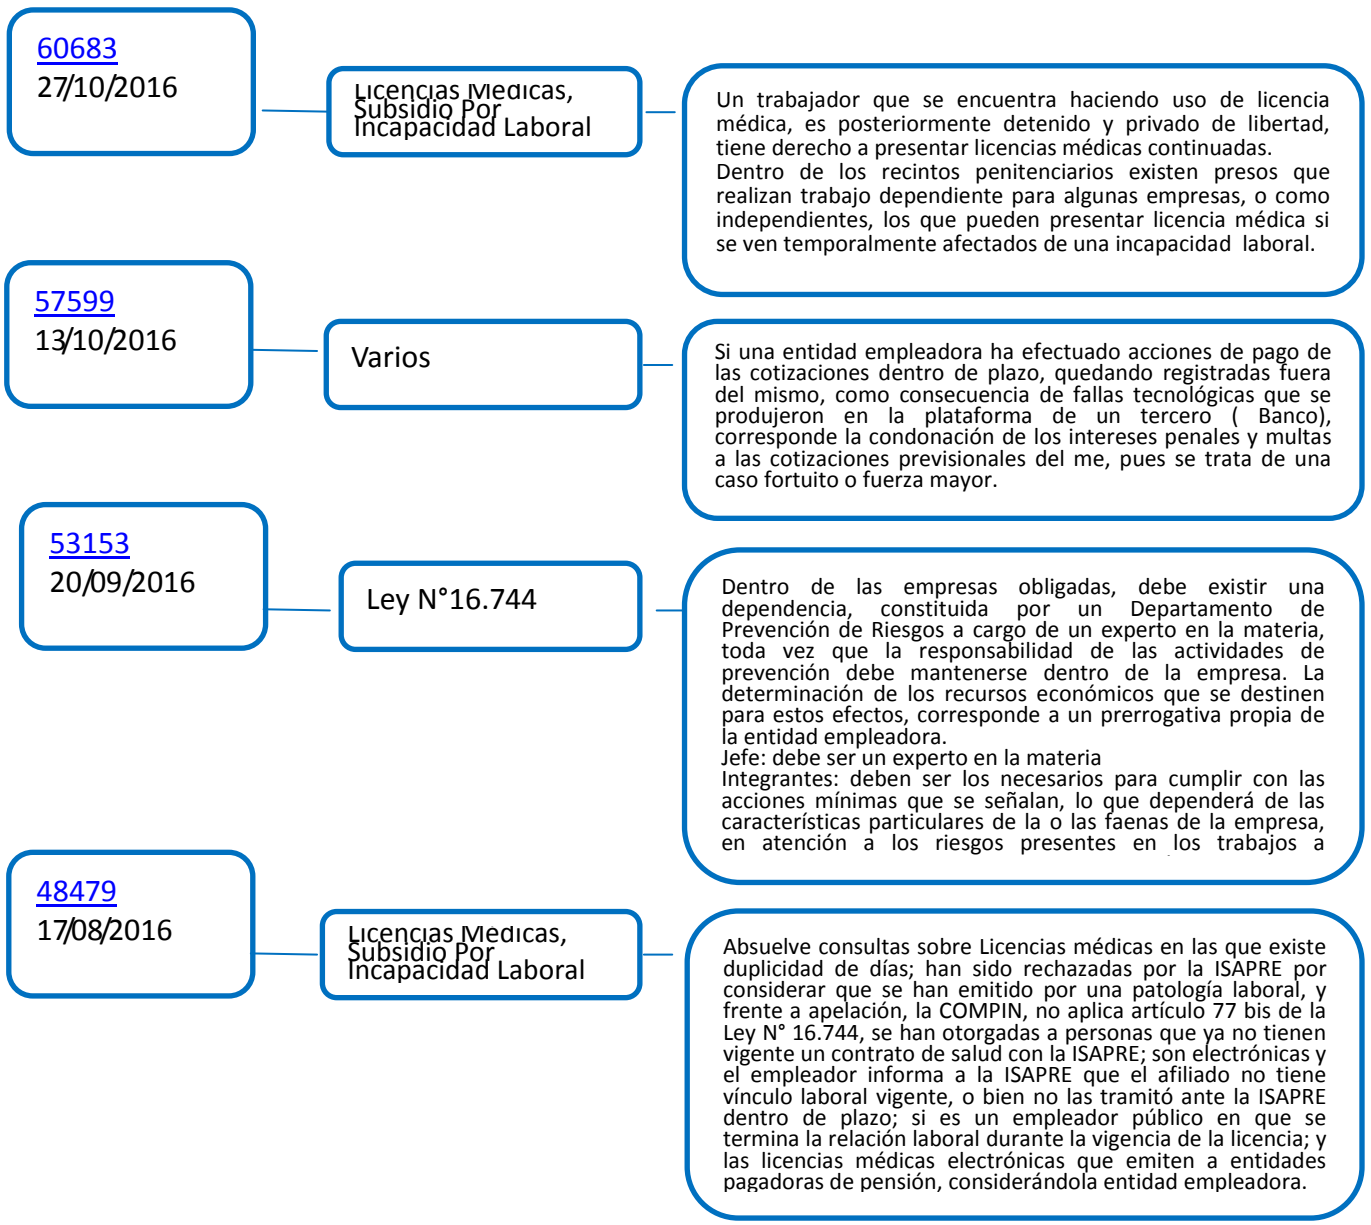 60683
27/10/2016
Licencias Médicas,
Subsidio Por
Incapacidad Laboral
Un trabajador que se encuentra haciendo uso de licencia
médica, es posteriormente detenido y privado de libertad,
tiene derecho a presentar licencias médicas continuadas.
Dentro de los recintos penitenciarios existen presos que
realizan trabajo dependiente para algunas empresas, o como
independientes, los que pueden presentar licencia médica si
se ven temporalmente afectados de una incapacidad laboral.
57599
13/10/2016
Varios
Si una entidad empleadora ha efectuado acciones de pago de
las cotizaciones dentro de plazo, quedando registradas fuera
del mismo, como consecuencia de fallas tecnológicas que se
produjeron en la plataforma de un tercero ( Banco),
corresponde la condonación de los intereses penales y multas
a las cotizaciones previsionales del me, pues se trata de una
caso fortuito o fuerza mayor.
53153
20/09/2016
Ley N°16.744
Dentro de las empresas obligadas, debe existir una
dependencia, constituida por un Departamento de
Prevención de Riesgos a cargo de un experto en la materia,
toda vez que la responsabilidad de las actividades de
prevención debe mantenerse dentro de la empresa. La
determinación de los recursos económicos que se destinen
para estos efectos, corresponde a un prerrogativa propia de
la entidad empleadora.
Jefe: debe ser un experto en la materia
Integrantes: deben ser los necesarios para cumplir con las
acciones mínimas que se señalan, lo que dependerá de las
características particulares de la o las faenas de la empresa,
en atención a los riesgos presentes en los trabajos a
48479
17/08/2016
Licencias Médicas,
Subsidio Por
Incapacidad Laboral
Absuelve consultas sobre Licencias médicas en las que existe
duplicidad de días; han sido rechazadas por la ISAPRE por
considerar que se han emitido por una patología laboral, y
frente a apelación, la COMPIN, no aplica artículo 77 bis de la
Ley N° 16.744, se han otorgadas a personas que ya no tienen
vigente un contrato de salud con la ISAPRE; son electrónicas y
el empleador informa a la ISAPRE que el afiliado no tiene
vínculo laboral vigente, o bien no las tramitó ante la ISAPRE
dentro de plazo; si es un empleador público en que se
termina la relación laboral durante la vigencia de la licencia; y
las licencias médicas electrónicas que emiten a entidades
pagadoras de pensión, considerándola entidad empleadora.